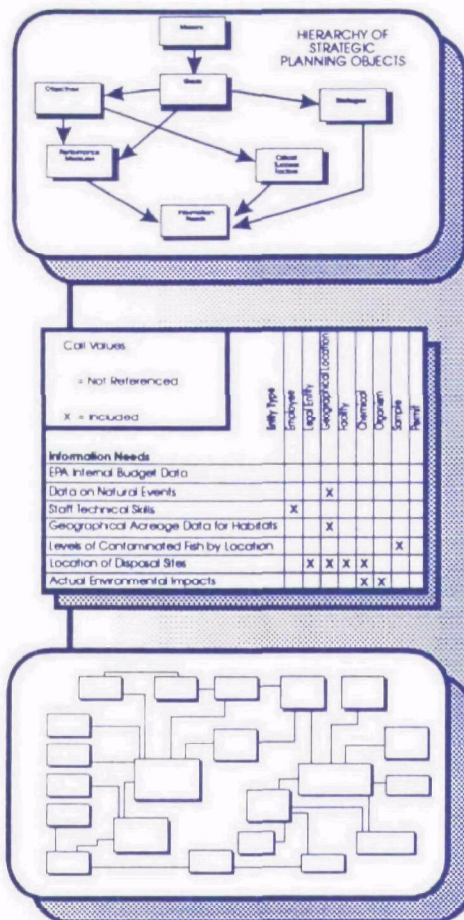 HIERARCHY OF
STRATEGIC
PLANNING OBJECTS
Mission
Goals
Objectives
Strategies
Performance
Measures
Critical
Success
Factors
Information
Needs
Cell Values
= Not Referenced
X = Included
Entity Type
Employee
Legal Entity
Geographical Location
Facility
Chemical
Organism
Sample
Permit
Information Needs
EPA Internal Budget Data
Data on Natural Events X
Staff Technical Skills X
Geographical Acreage Data for Habitats X
Levels of Contaminated Fish by Location X
Location of Disposal Sites X X X X
Actual Environmental Impacts X X